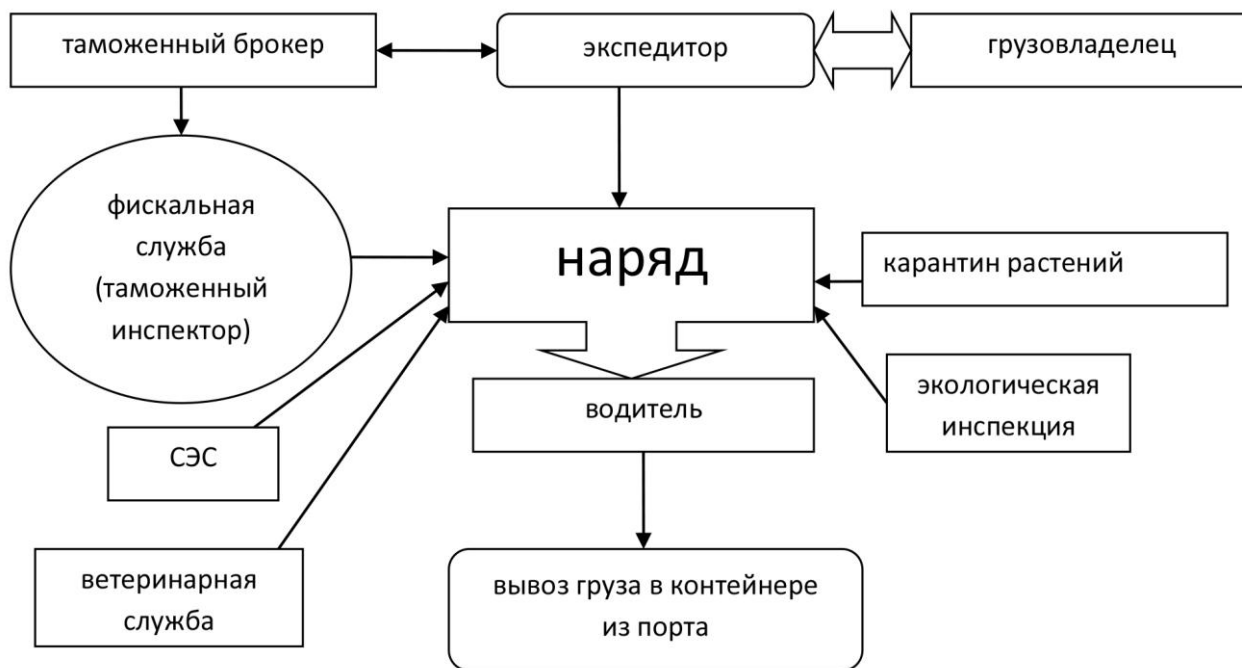 таможенный брокер
экспедитор
грузовладелец
фискальная
служба
(таможенный
инспектор)
наряд
карантин растений
экологическая
инспекция
водитель
СЭС
ветеринарная
служба
вывоз груза в контейнере
из порта